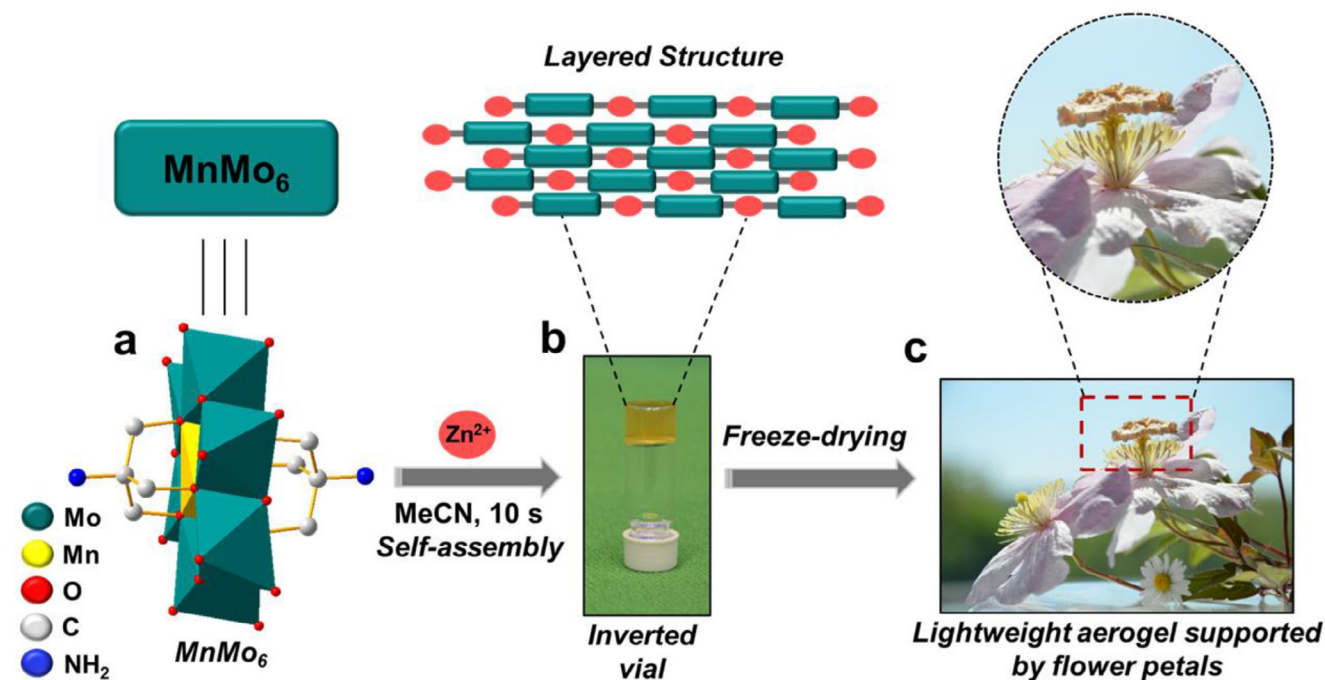 Layered Structure
MnMo₆
a
b
c
Zn²⁺
MeCN, 10 s
Self-assembly
Freeze-drying
Mo
Mn
O
C
NH₂
MnMo₆
Inverted
vial
Lightweight aerogel supported
by flower petals